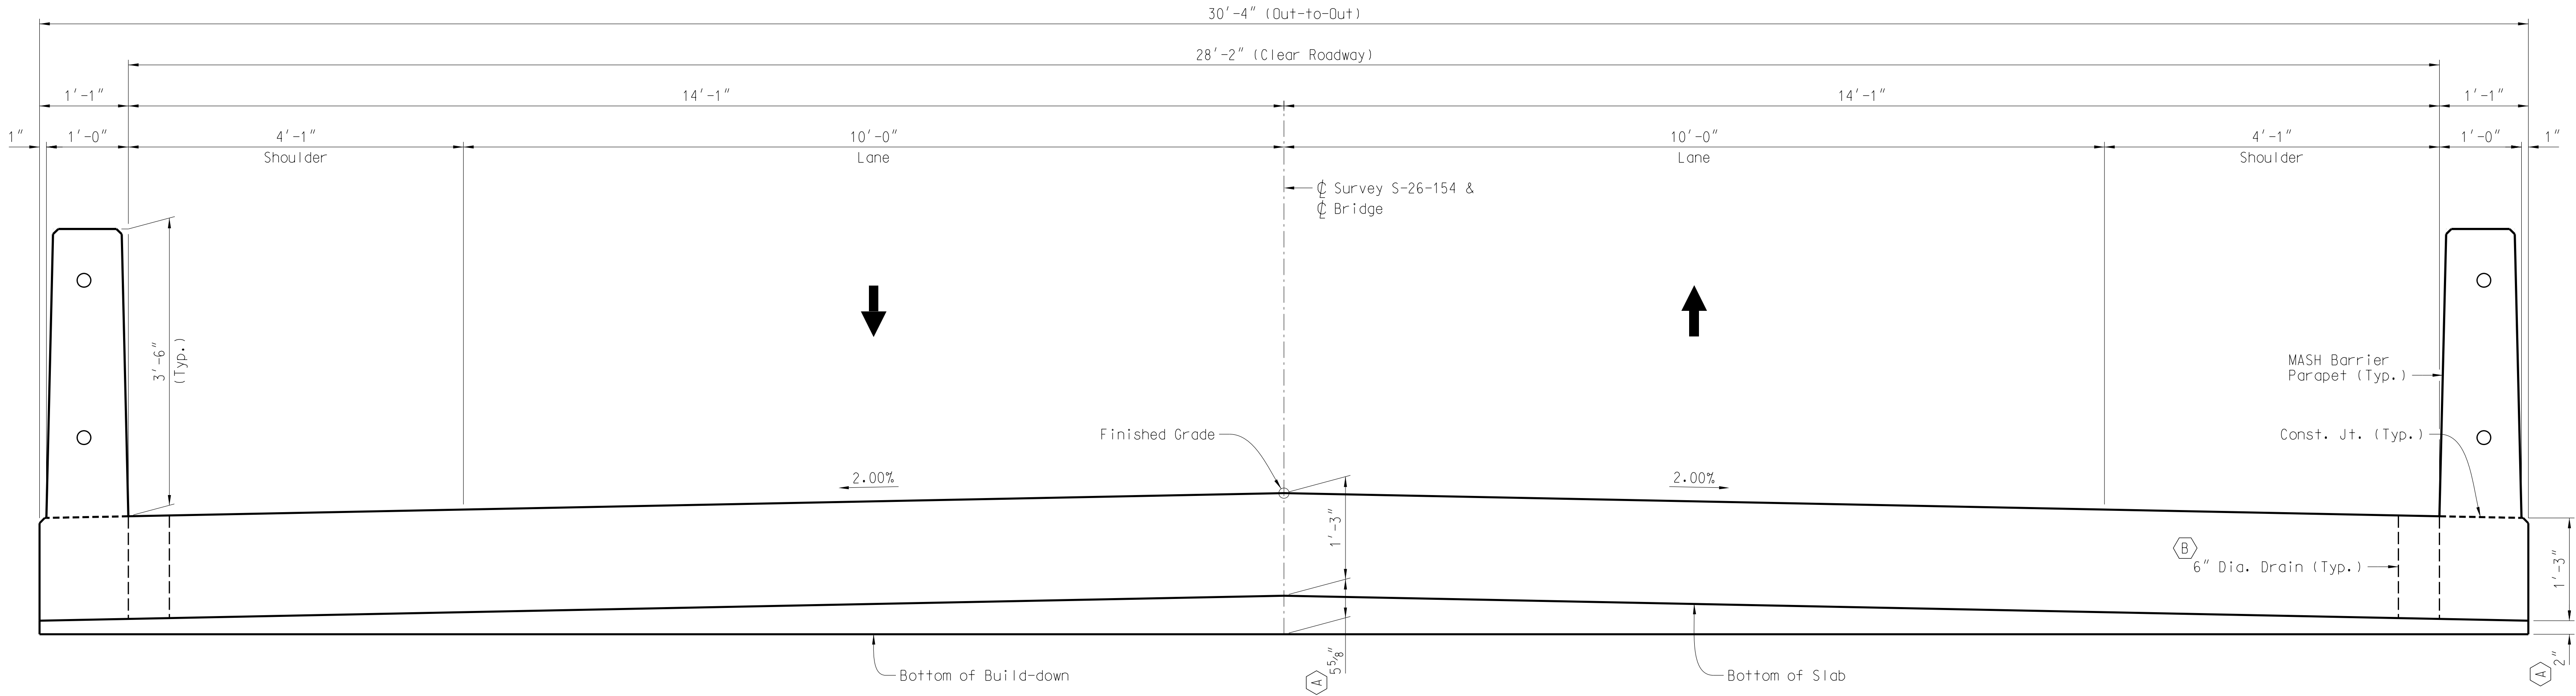 30'-4" (Out-to-Out)
28'-2" (Clear Roadway)
1'-1"
14'-1"
14'-1"
1'-1"
1"
1'-0"
4'-1"
10'-0"
10'-0"
4'-1"
1'-0"
1"
Shoulder
Lane
Lane
Shoulder
℄ Survey S-26-154 &
℄ Bridge
3'-6"
(Typ.)
MASH Barrier
Parapet (Typ.)
Finished Grade
Const. Jt. (Typ.)
2.00%
2.00%
1'-3"
B
6" Dia. Drain (Typ.)
1'-3"
5 5/8"
A
2"
A
Bottom of Build-down
Bottom of Slab